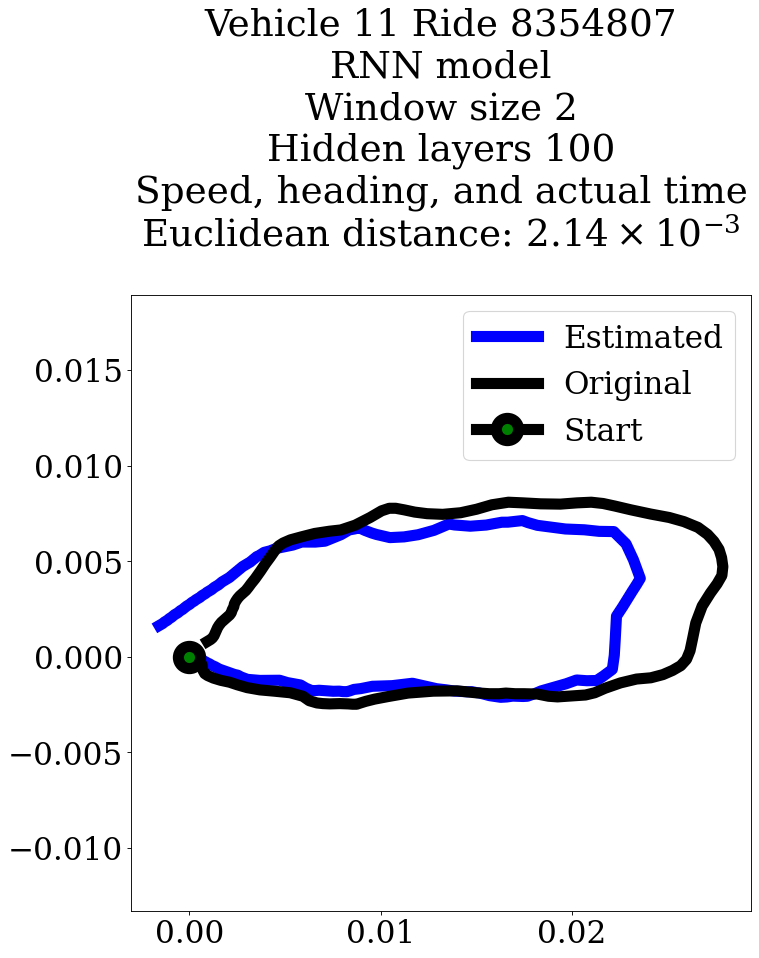 Vehicle 11 Ride 8354807
RNN model
Window size 2
Hidden layers 100
Speed, heading, and actual time
Euclidean distance: 2.14 × 10⁻³
Estimated
Original
Start
0.015
0.010
0.005
0.000
−0.005
−0.010
0.00 0.01 0.02